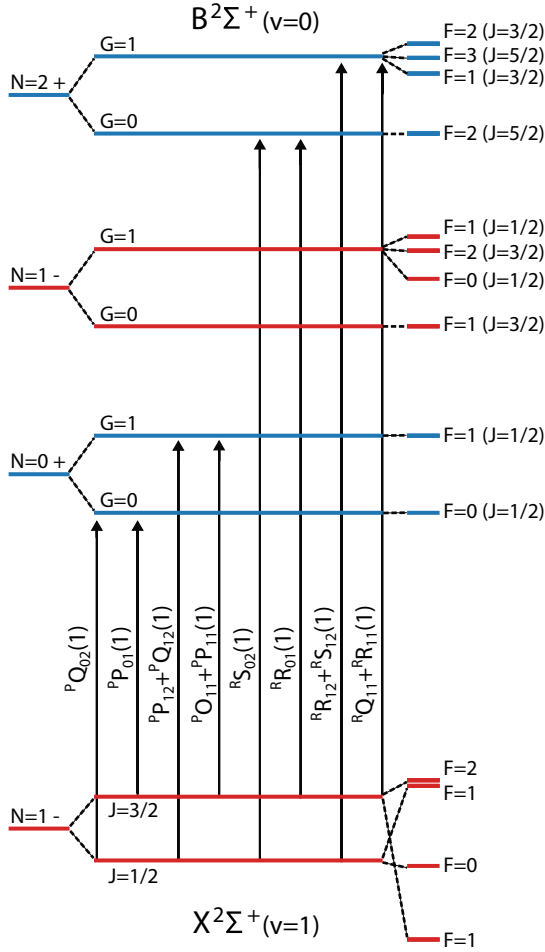 B²Σ⁺(v=0)
N=2 +
G=1
G=0
F=2 (J=3/2)
F=3 (J=5/2)
F=1 (J=3/2)
F=2 (J=5/2)
N=1 -
G=1
G=0
F=1 (J=1/2)
F=2 (J=3/2)
F=0 (J=1/2)
F=1 (J=3/2)
N=0 +
G=1
G=0
F=1 (J=1/2)
F=0 (J=1/2)
ᴾQ₀₂(1)
ᴾP₀₁(1)
ᴾP₁₂+ᴾQ₁₂(1)
ᴾO₁₁+ᴾP₁₁(1)
ᴿS₀₂(1)
ᴿR₀₁(1)
ᴿR₁₂+ᴿS₁₂(1)
ᴿQ₁₁+ᴿR₁₁(1)
N=1 -
J=3/2
J=1/2
F=2
F=1
F=0
F=1
X²Σ⁺(v=1)